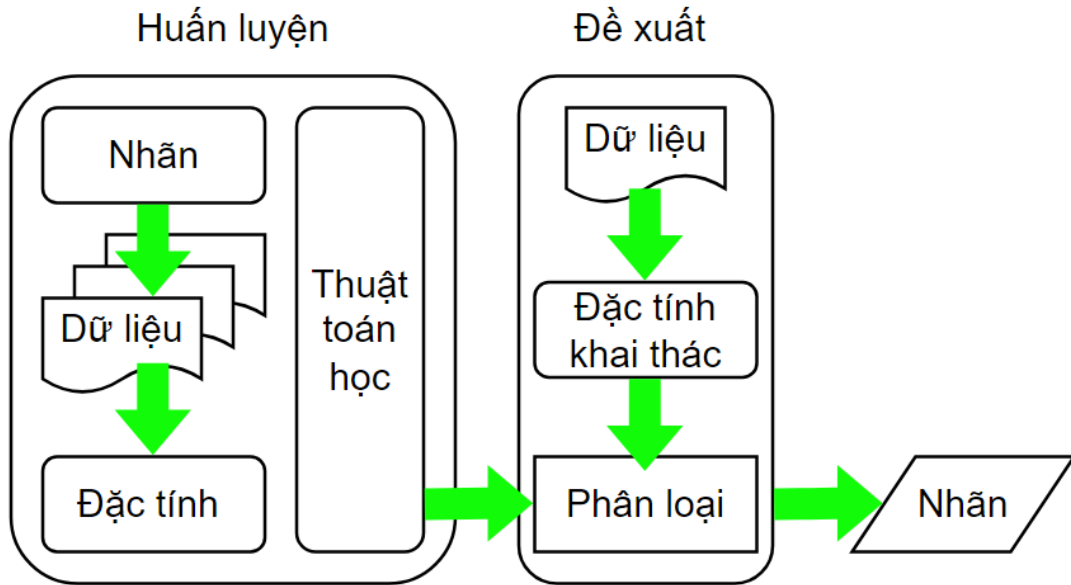 Huấn luyện
Nhãn
Dữ liệu
Đặc tính
Thuật
toán
học
Đề xuất
Dữ liệu
Đặc tính
khai thác
Phân loại
Nhãn